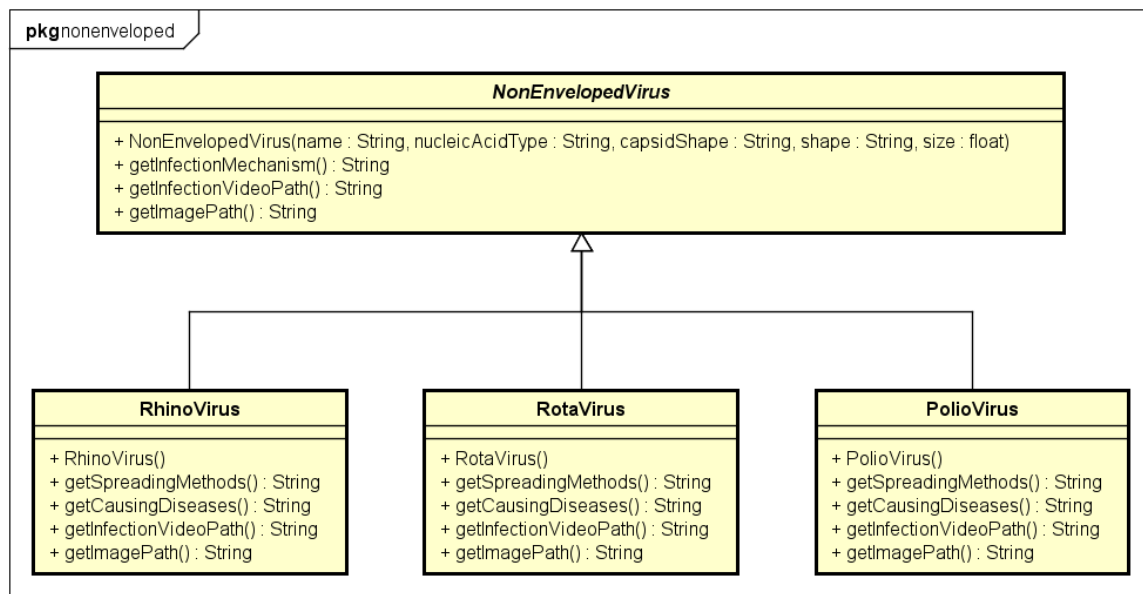 pkg nonenveloped
NonEnvelopedVirus
+ NonEnvelopedVirus(name : String, nucleicAcidType : String, capsidShape : String, shape : String, size : float)
+ getInfectionMechanism() : String
+ getInfectionVideoPath() : String
+ getImagePath() : String
RhinoVirus
+ RhinoVirus()
+ getSpreadingMethods() : String
+ getCausingDiseases() : String
+ getInfectionVideoPath() : String
+ getImagePath() : String
RotaVirus
+ RotaVirus()
+ getSpreadingMethods() : String
+ getCausingDiseases() : String
+ getInfectionVideoPath() : String
+ getImagePath() : String
PolioVirus
+ PolioVirus()
+ getSpreadingMethods() : String
+ getCausingDiseases() : String
+ getInfectionVideoPath() : String
+ getImagePath() : String